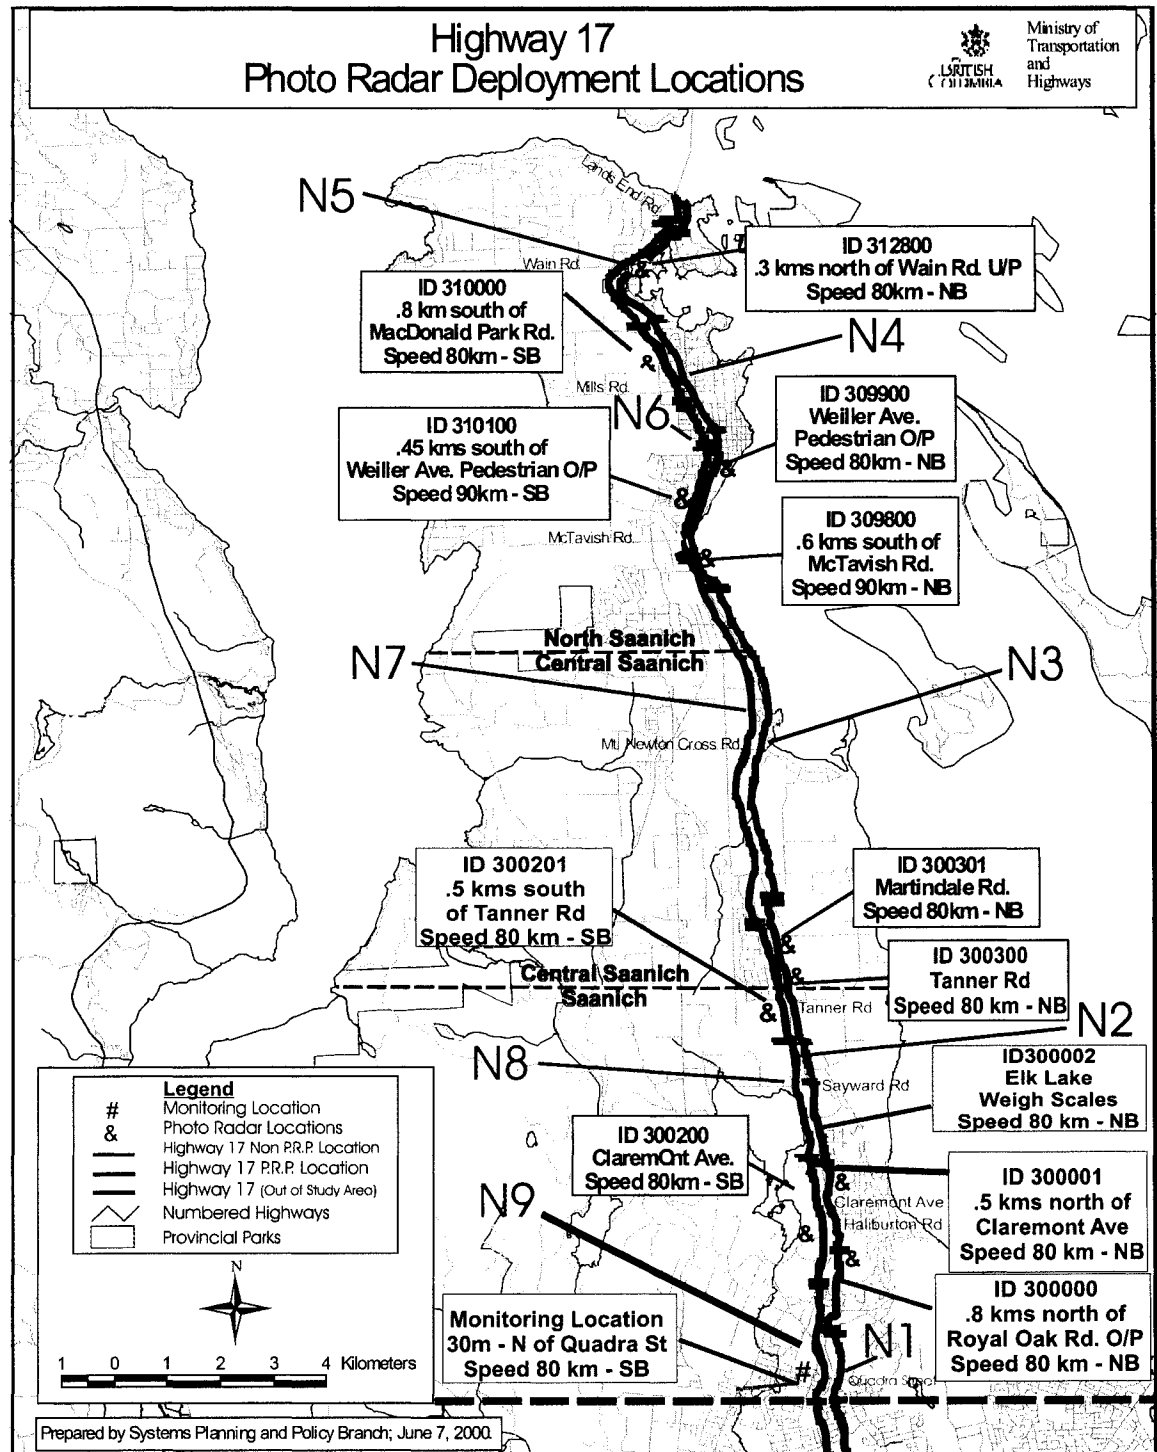 Highway 17
Photo Radar Deployment Locations
BRITISH
COLUMBIA
Ministry of
Transportation
and
Highways
Lands End Rd.
N5
Wain Rd.
ID 312800
.3 kms north of Wain Rd. U/P
Speed 80km - NB
ID 310000
.8 km south of
MacDonald Park Rd.
Speed 80km - SB
&
N4
&
Mills Rd.
N6
ID 309900
Weiller Ave.
Pedestrian O/P
Speed 80km - NB
ID 310100
.45 kms south of
Weiller Ave. Pedestrian O/P
Speed 90km - SB
&
&
McTavish Rd.
&
ID 309800
.6 kms south of
McTavish Rd.
Speed 90km - NB
North Saanich
Central Saanich
N7
N3
Mt. Newton Cross Rd.
ID 300201
.5 kms south
of Tanner Rd
Speed 80 km - SB
ID 300301
Martindale Rd.
Speed 80km - NB
&
&
ID 300300
Tanner Rd
Speed 80 km - NB
Central Saanich
Saanich
&
Tanner Rd
N2
N8
ID300002
Elk Lake
Weigh Scales
Speed 80 km - NB
Sayward Rd
ID 300200
ClaremOnt Ave.
Speed 80km - SB
ID 300001
.5 kms north of
Claremont Ave
Speed 80 km - NB
&
Claremont Ave
Haliburton Rd
N9
&
&
ID 300000
.8 kms north of
Royal Oak Rd. O/P
Speed 80 km - NB
Monitoring Location
30m - N of Quadra St
Speed 80 km - SB
#
N1
Quadra Street
Legend
# Monitoring Location
& Photo Radar Locations
Highway 17 Non P.R.P. Location
Highway 17 P.R.P. Location
Highway 17 (Out of Study Area)
Numbered Highways
Provincial Parks
N
1 0 1 2 3 4 Kilometers
Prepared by Systems Planning and Policy Branch; June 7, 2000.